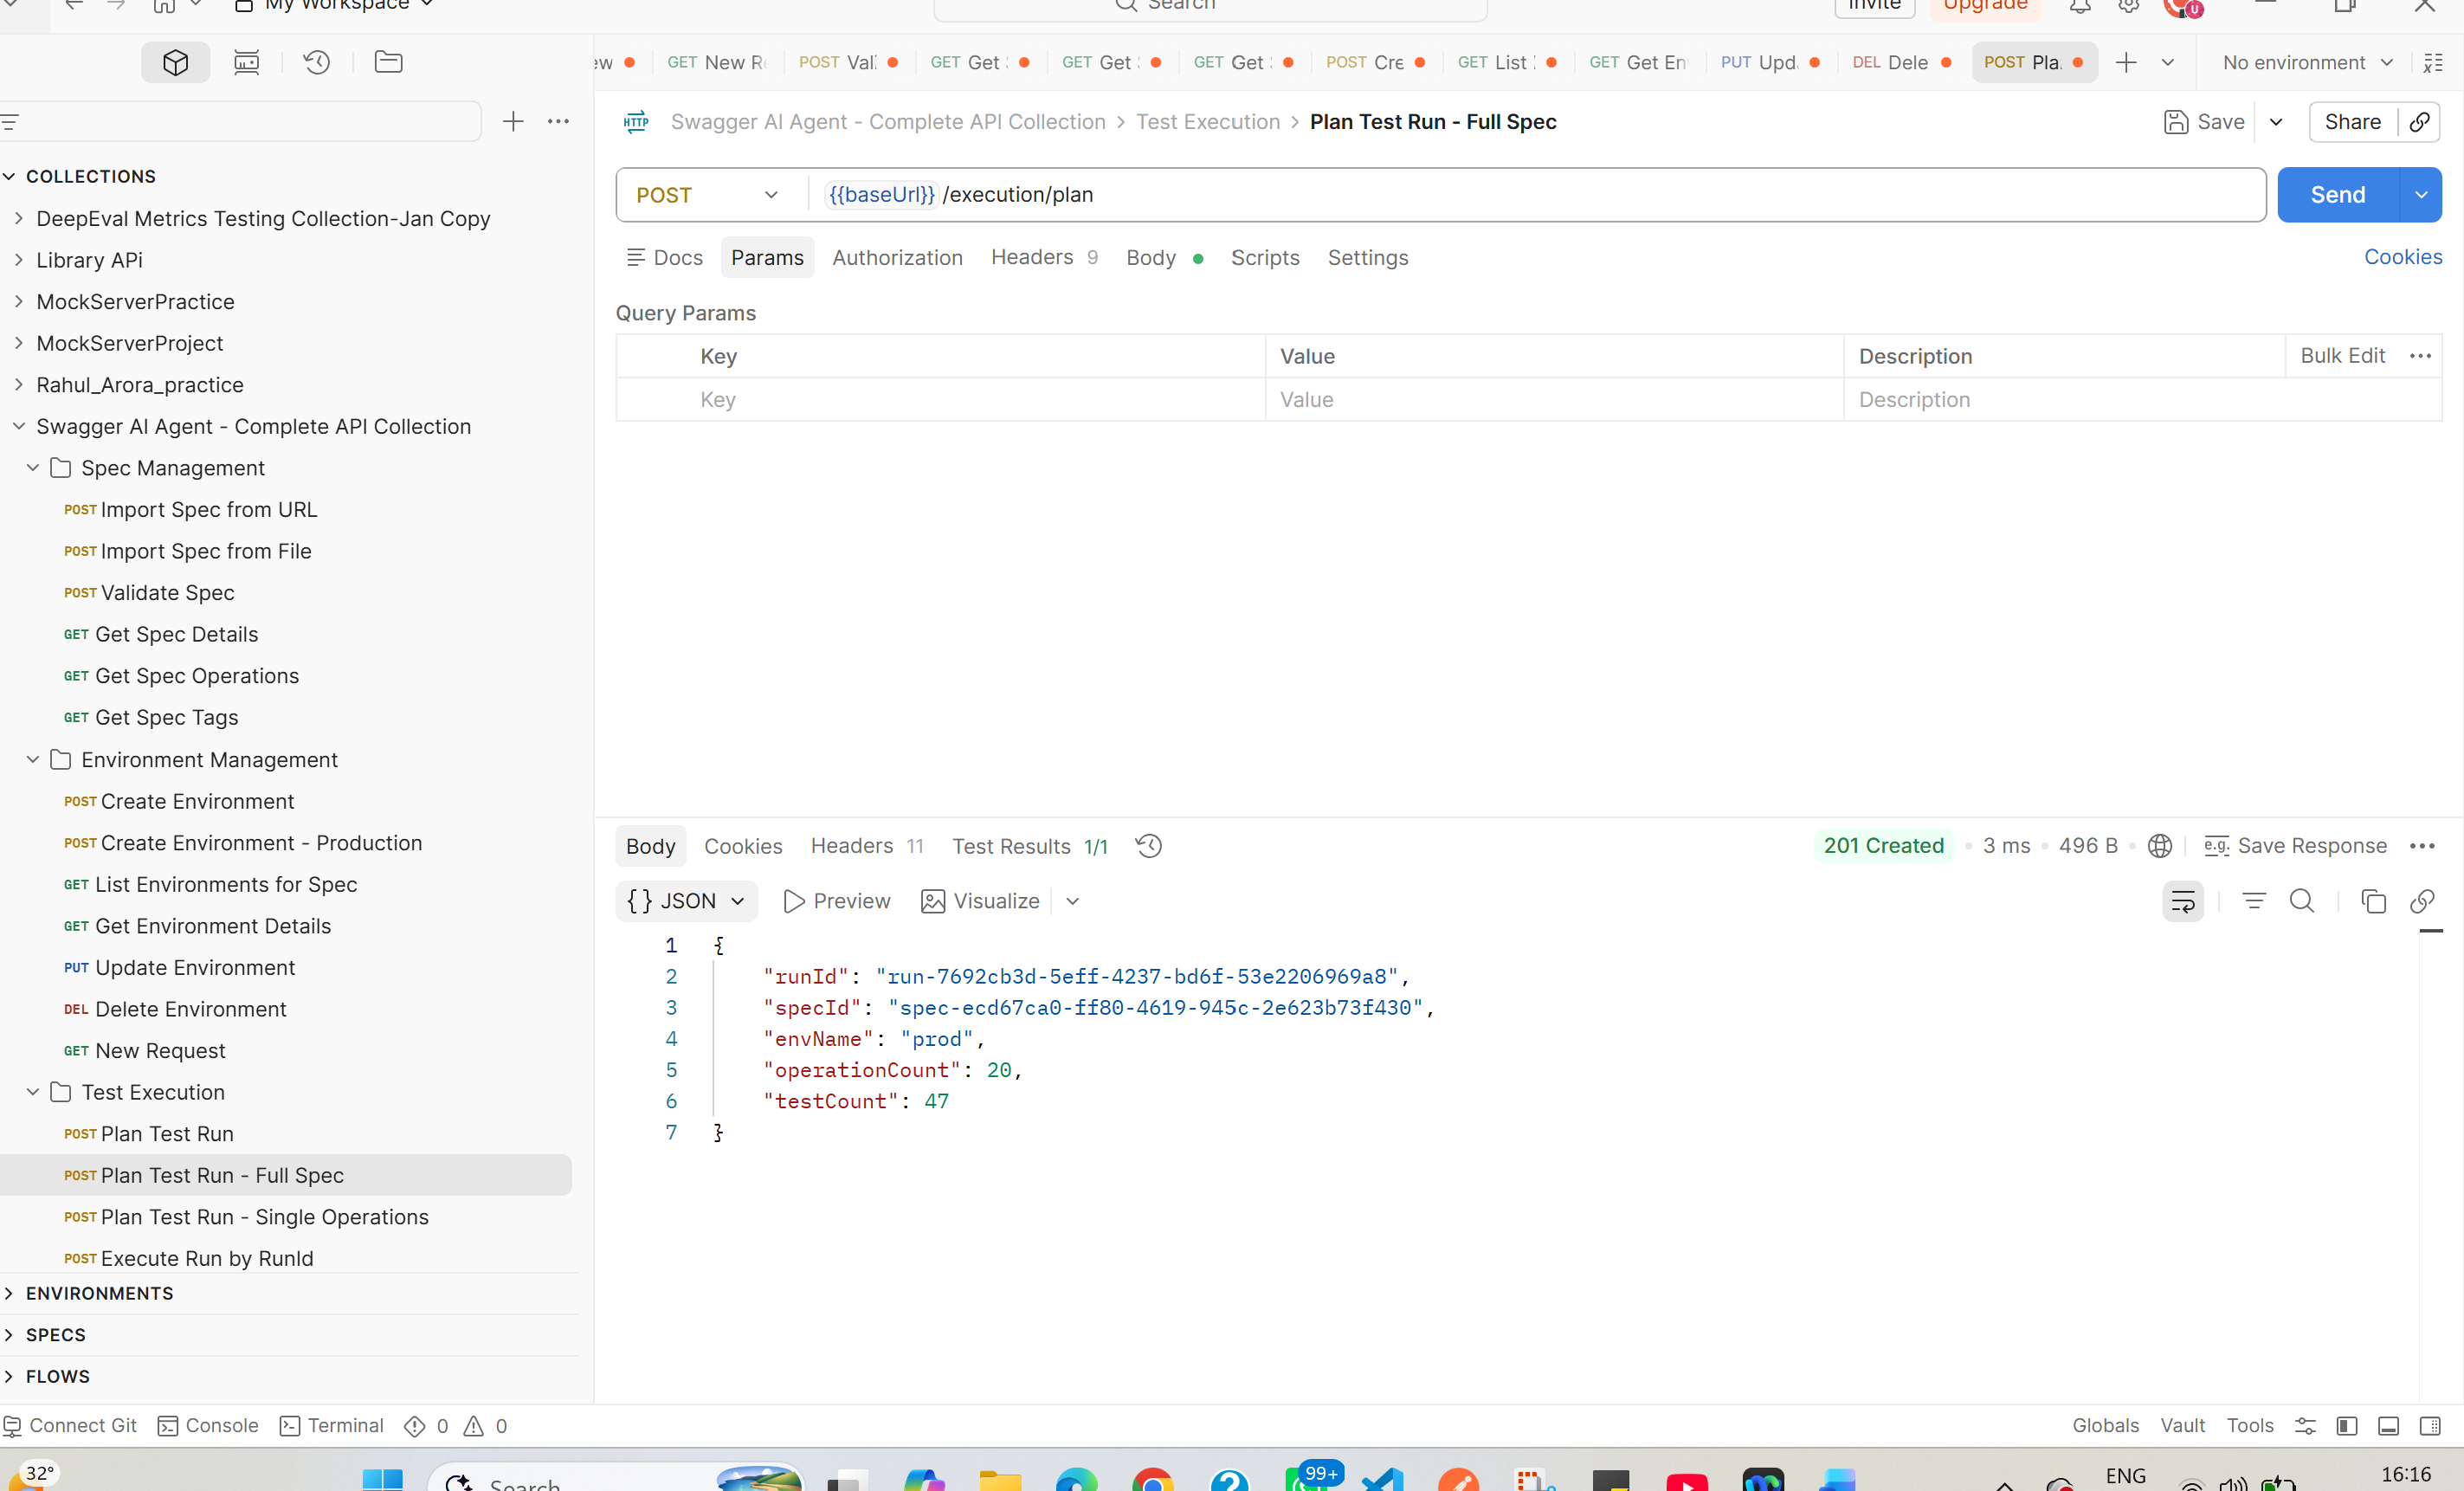 My Workspace
Search
Invite
Upgrade
U
ew
GET New R
POST Vali
GET Get
GET Get
GET Get
POST Cre
GET List
GET Get En
PUT Upd
DEL Dele
POST Pla
No environment
HTTP
Swagger AI Agent - Complete API Collection > Test Execution > Plan Test Run - Full Spec
Save
Share
COLLECTIONS
DeepEval Metrics Testing Collection-Jan Copy
Library APi
MockServerPractice
MockServerProject
Rahul_Arora_practice
Swagger AI Agent - Complete API Collection
Spec Management
POST Import Spec from URL
POST Import Spec from File
POST Validate Spec
GET Get Spec Details
GET Get Spec Operations
GET Get Spec Tags
Environment Management
POST Create Environment
POST Create Environment - Production
GET List Environments for Spec
GET Get Environment Details
PUT Update Environment
DEL Delete Environment
GET New Request
Test Execution
POST Plan Test Run
POST Plan Test Run - Full Spec
POST Plan Test Run - Single Operations
POST Execute Run by RunId
ENVIRONMENTS
SPECS
FLOWS
POST
{{baseUrl}} /execution/plan
Send
Docs Params Authorization Headers 9 Body Scripts Settings
Cookies
Query Params
Key Value Description Bulk Edit
Key Value Description
Body Cookies Headers 11 Test Results 1/1
201 Created 3 ms 496 B e.g. Save Response
{} JSON Preview Visualize
1 {
2 "runId": "run-7692cb3d-5eff-4237-bd6f-53e2206969a8",
3 "specId": "spec-ecd67ca0-ff80-4619-945c-2e623b73f430",
4 "envName": "prod",
5 "operationCount": 20,
6 "testCount": 47
7 }
Connect Git Console Terminal 0 0
Globals Vault Tools
32°
Search
99+
ENG
16:16